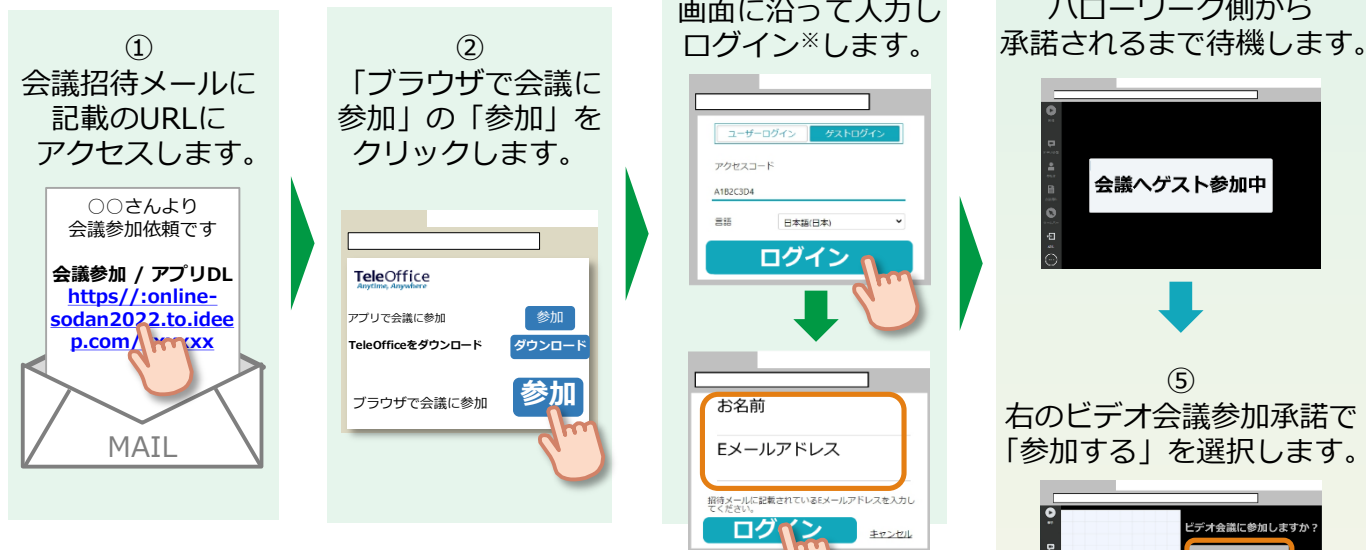 ①
会議招待メールに
記載のURLに
アクセスします。
○○さんより
会議参加依頼です
会議参加 / アプリDL
https//:online-
sodan2022.to.idee
p.com/
xx
MAIL
②
「ブラウザで会議に
参加」の「参加」を
クリックします。
TeleOffice
Anytime, Anywhere
アプリで会議に参加
参加
TeleOfficeをダウンロード
ダウンロード
ブラウザで会議に参加
参加
画面に沿って入力し
ログイン※します。
ユーザーログイン
ゲストログイン
アクセスコード
A1B2C3D4
言語
日本語(日本)
ログイン
お名前
Eメールアドレス
招待メールに記載されているEメールアドレスを入力し
てください。
ログイン
キャンセル
ハローワーク側から
承諾されるまで待機します。
会議へゲスト参加中
⑤
右のビデオ会議参加承諾で
「参加する」を選択します。
ビデオ会議に参加しますか？